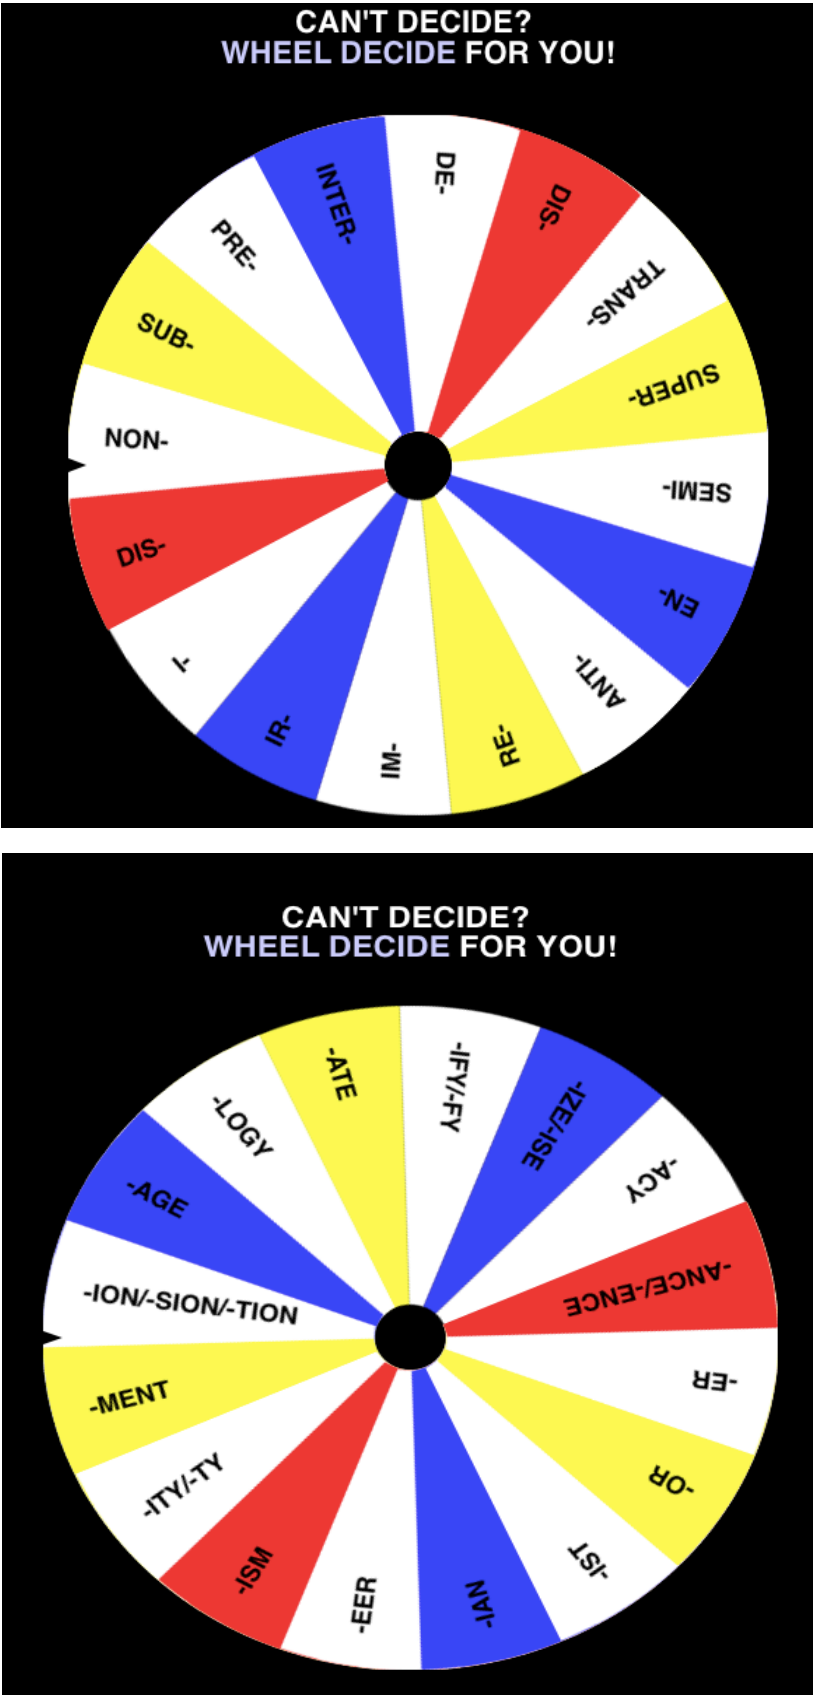 CAN'T DECIDE?
WHEEL DECIDE FOR YOU!
DE-
DIS-
TRANS-
SUPER-
SEMI-
EN-
ANTI-
RE-
IM-
IR-
I-
DIS-
NON-
SUB-
PRE-
INTER-
CAN'T DECIDE?
WHEEL DECIDE FOR YOU!
-IFY/-FY
-IZE/-ISE
-ACY
-ANCE/-ENCE
-ER
-OR
-IST
-IAN
-EER
-ISM
-ITY/-TY
-MENT
-ION/-SION/-TION
-AGE
-LOGY
-ATE